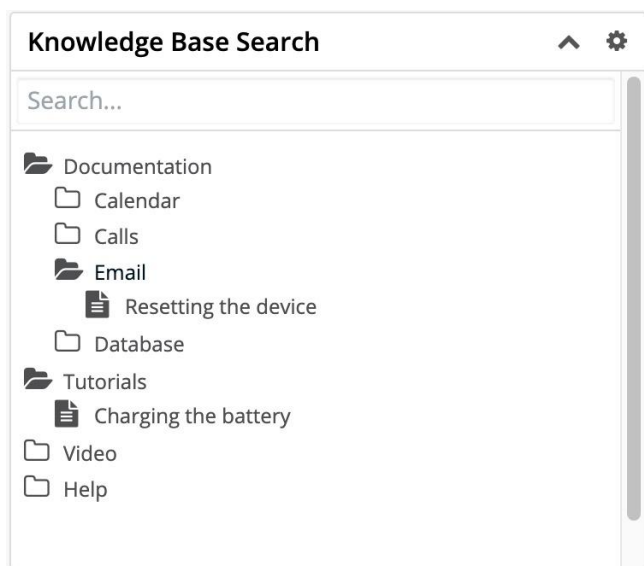 Knowledge Base Search
Search...
Documentation
Calendar
Calls
Email
Resetting the device
Database
Tutorials
Charging the battery
Video
Help